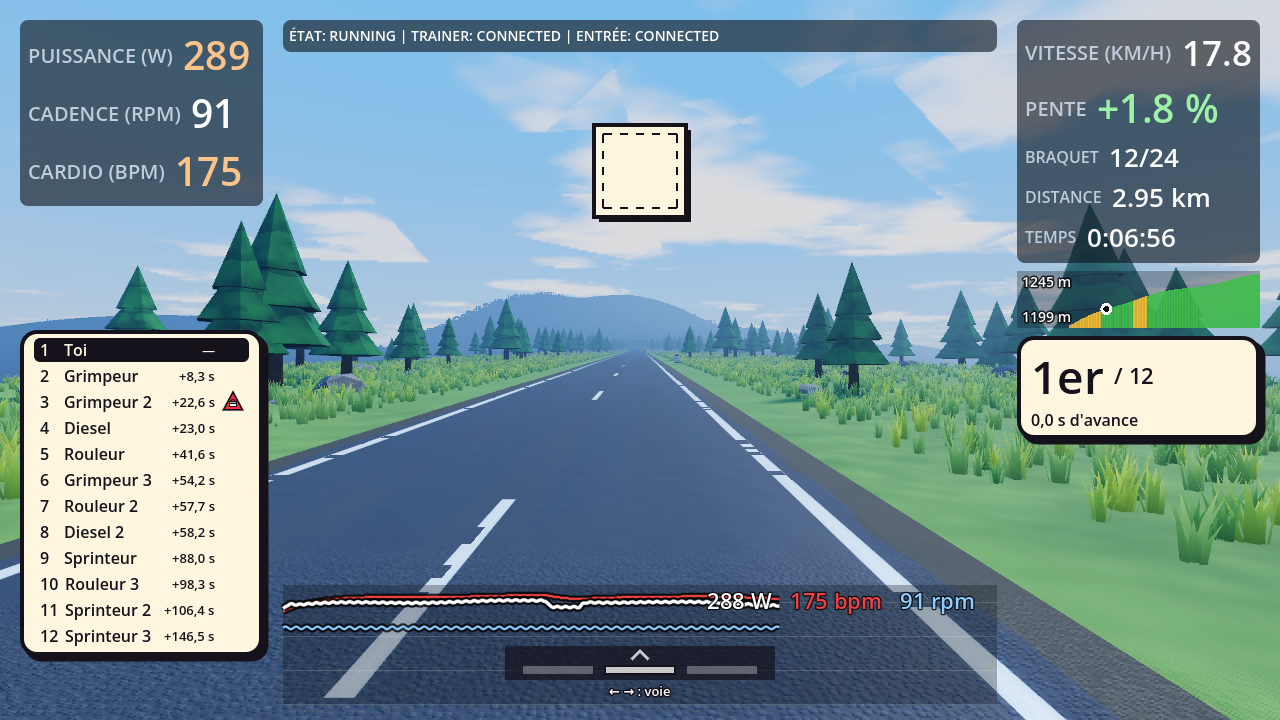 PUISSANCE (W) 289
CADENCE (RPM) 91
CARDIO (BPM) 175
ÉTAT: RUNNING | TRAINER: CONNECTED | ENTRÉE: CONNECTED
VITESSE (KM/H) 17.8
PENTE +1.8 %
BRAQUET 12/24
DISTANCE 2.95 km
TEMPS 0:06:56
1245 m
1199 m
1er / 12
0,0 s d'avance
1 Toi —
2 Grimpeur +8,3 s
3 Grimpeur 2 +22,6 s
4 Diesel +23,0 s
5 Rouleur +41,6 s
6 Grimpeur 3 +54,2 s
7 Rouleur 2 +57,7 s
8 Diesel 2 +58,2 s
9 Sprinteur +88,0 s
10 Rouleur 3 +98,3 s
11 Sprinteur 2 +106,4 s
12 Sprinteur 3 +146,5 s
288 W 175 bpm 91 rpm
← → : voie